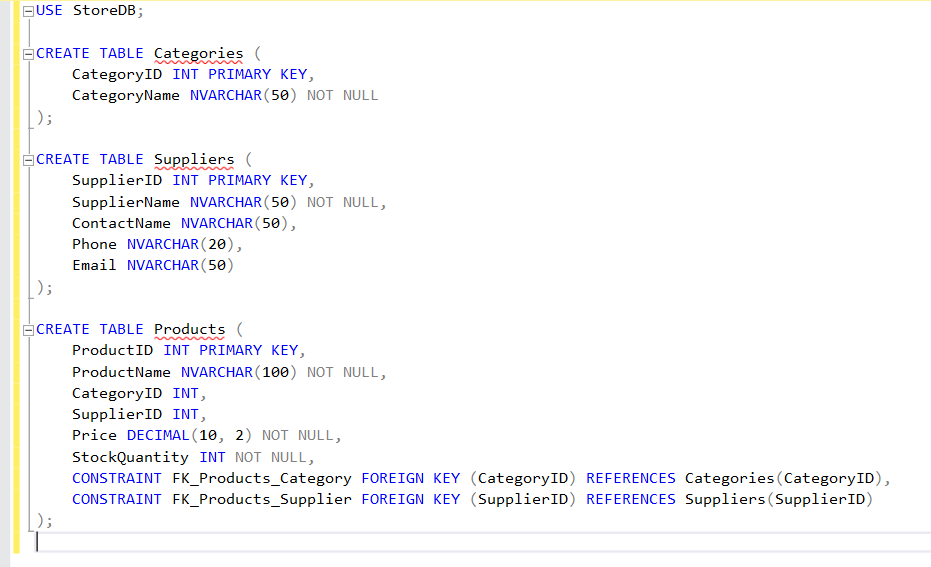 USE StoreDB;
CREATE TABLE Categories (
CategoryID INT PRIMARY KEY,
CategoryName NVARCHAR(50) NOT NULL
);
CREATE TABLE Suppliers (
SupplierID INT PRIMARY KEY,
SupplierName NVARCHAR(50) NOT NULL,
ContactName NVARCHAR(50),
Phone NVARCHAR(20),
Email NVARCHAR(50)
);
CREATE TABLE Products (
ProductID INT PRIMARY KEY,
ProductName NVARCHAR(100) NOT NULL,
CategoryID INT,
SupplierID INT,
Price DECIMAL(10, 2) NOT NULL,
StockQuantity INT NOT NULL,
CONSTRAINT FK_Products_Category FOREIGN KEY (CategoryID) REFERENCES Categories(CategoryID),
CONSTRAINT FK_Products_Supplier FOREIGN KEY (SupplierID) REFERENCES Suppliers(SupplierID)
);